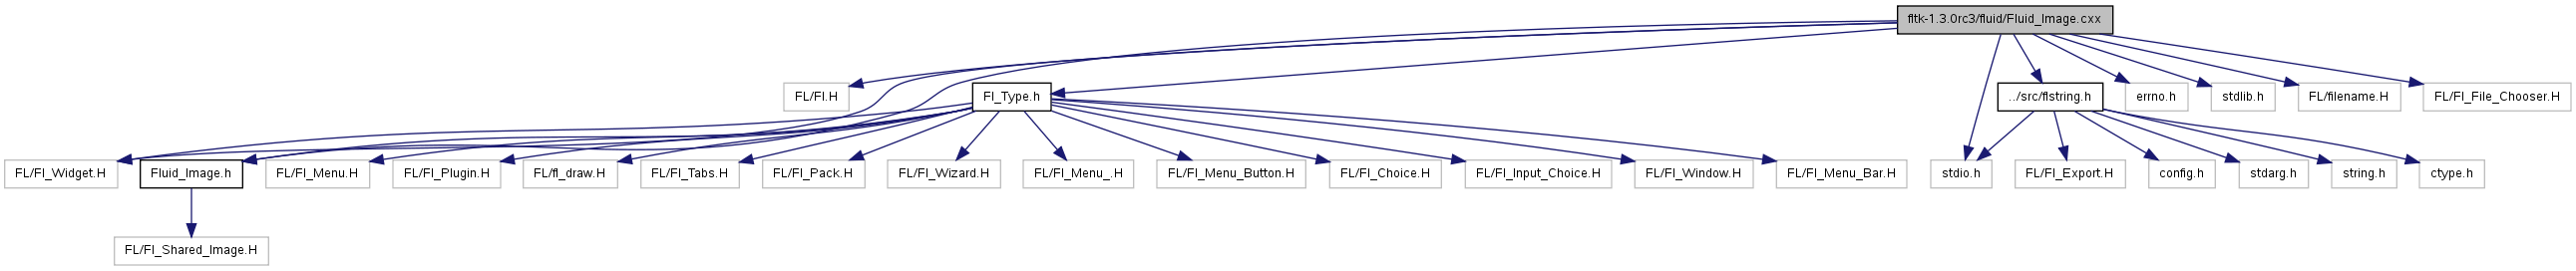 fltk-1.3.0rc3/fluid/Fluid_Image.cxx
FL/Fl.H
Fl_Type.h
../src/flstring.h
errno.h
stdlib.h
FL/filename.H
FL/Fl_File_Chooser.H
FL/Fl_Widget.H
Fluid_Image.h
FL/Fl_Menu.H
FL/Fl_Plugin.H
FL/fl_draw.H
FL/Fl_Tabs.H
FL/Fl_Pack.H
FL/Fl_Wizard.H
FL/Fl_Menu_.H
FL/Fl_Menu_Button.H
FL/Fl_Choice.H
FL/Fl_Input_Choice.H
FL/Fl_Window.H
FL/Fl_Menu_Bar.H
stdio.h
FL/Fl_Export.H
config.h
stdarg.h
string.h
ctype.h
FL/Fl_Shared_Image.H